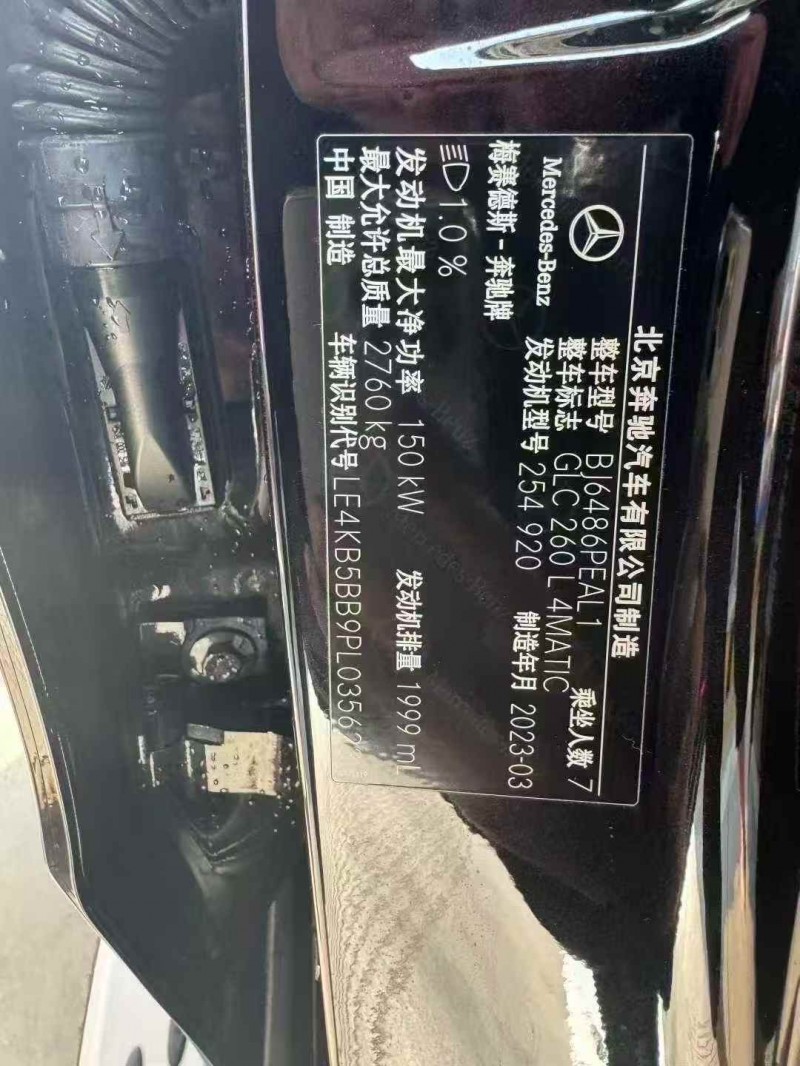 北京奔驰汽车有限公司制造
Mercedes-Benz
整车型号 BJ6486PEAL1
乘坐人数 7
整车标志 GLC 260 L 4MATIC
梅赛德斯-奔驰牌
发动机型号 254 920
制造年月 2023-03
1.0 %
发动机最大净功率 150 kW
发动机排量 1999 mL
最大允许总质量 2760 kg
中国 制造
车辆识别代号 LE4KB5BB9PL03563